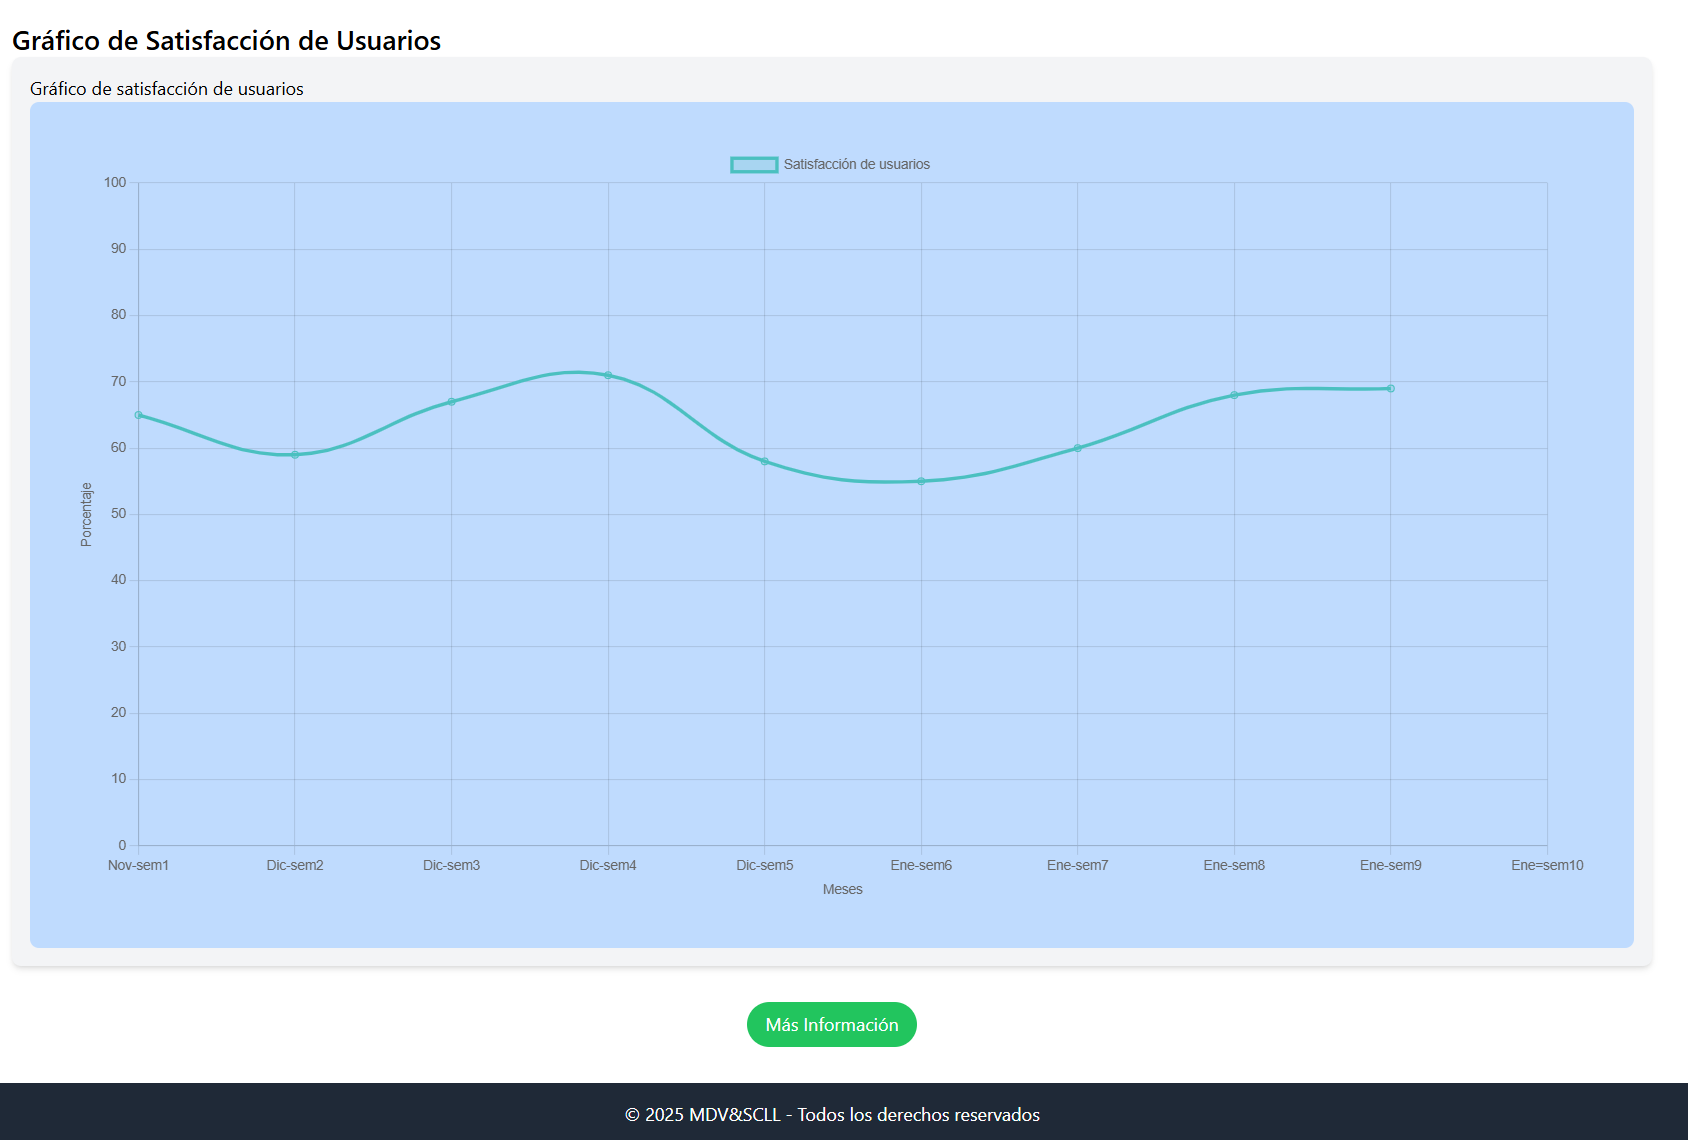 Gráfico de Satisfacción de Usuarios
Gráfico de satisfacción de usuarios
Satisfacción de usuarios
100
90
80
70
60
50
40
30
20
10
0
Porcentaje
Nov-sem1 Dic-sem2 Dic-sem3 Dic-sem4 Dic-sem5 Ene-sem6 Ene-sem7 Ene-sem8 Ene-sem9 Ene=sem10
Meses
Más Información
© 2025 MDV&SCLL - Todos los derechos reservados